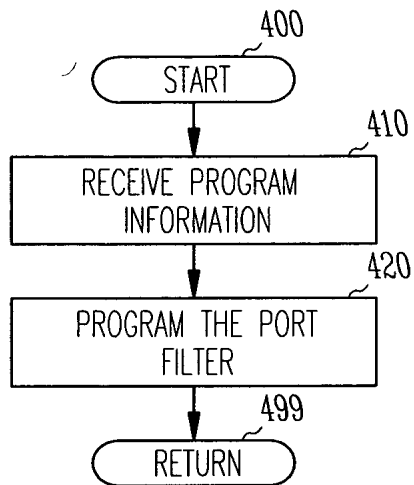 400
START
410
RECEIVE PROGRAM
INFORMATION
420
PROGRAM THE PORT
FILTER
499
RETURN